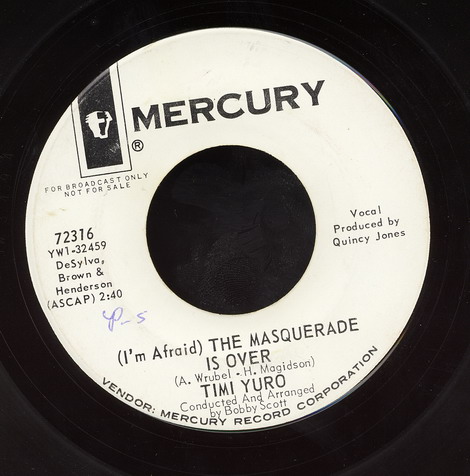 MERCURY
®
FOR BROADCAST ONLY
NOT FOR SALE
72316
YW1-32459
DeSylva,
Brown &
Henderson
(ASCAP) 2:40
Vocal
Produced by
Quincy Jones
(I'm Afraid) THE MASQUERADE
IS OVER
(A. Wrubel - H. Magidson)
TIMI YURO
Conducted And Arranged
by Bobby Scott
VENDOR: MERCURY RECORD CORPORATION